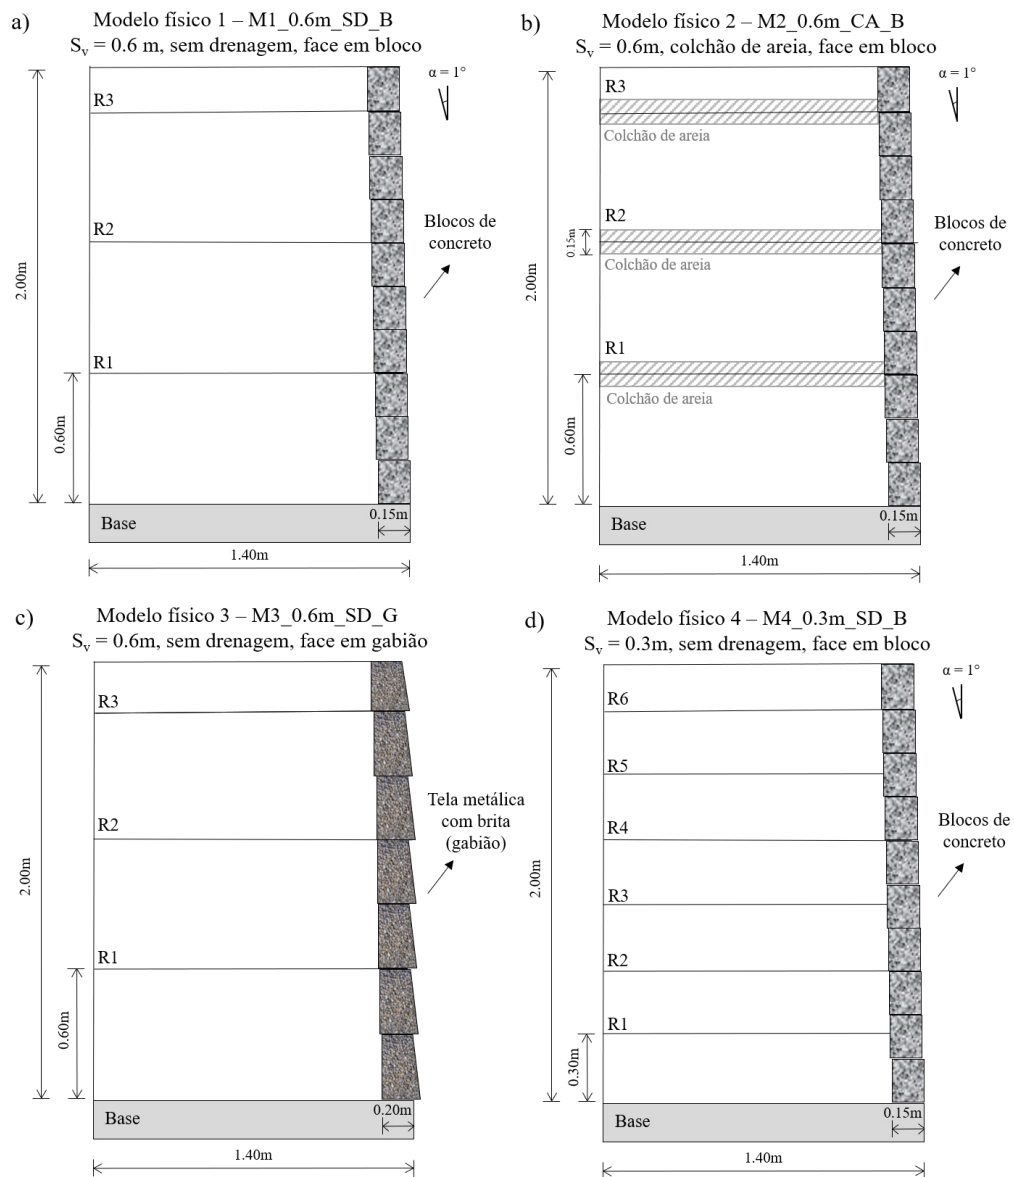 a)
Modelo físico 1 – M1_0.6m_SD_B
Sv = 0.6 m, sem drenagem, face em bloco
α = 1°
R3
R2
Blocos de
concreto
2.00m
R1
0.60m
0.15m
Base
1.40m
b)
Modelo físico 2 – M2_0.6m_CA_B
Sv = 0.6m, colchão de areia, face em bloco
α = 1°
R3
Colchão de areia
R2
0.15m
Colchão de areia
Blocos de
concreto
2.00m
R1
Colchão de areia
0.60m
0.15m
Base
1.40m
c)
Modelo físico 3 – M3_0.6m_SD_G
Sv = 0.6m, sem drenagem, face em gabião
R3
R2
Tela metálica
com brita
(gabião)
2.00m
R1
0.60m
0.20m
Base
1.40m
d)
Modelo físico 4 – M4_0.3m_SD_B
Sv = 0.3m, sem drenagem, face em bloco
α = 1°
R6
R5
R4
Blocos de
concreto
2.00m
R3
R2
R1
0.30m
0.15m
Base
1.40m